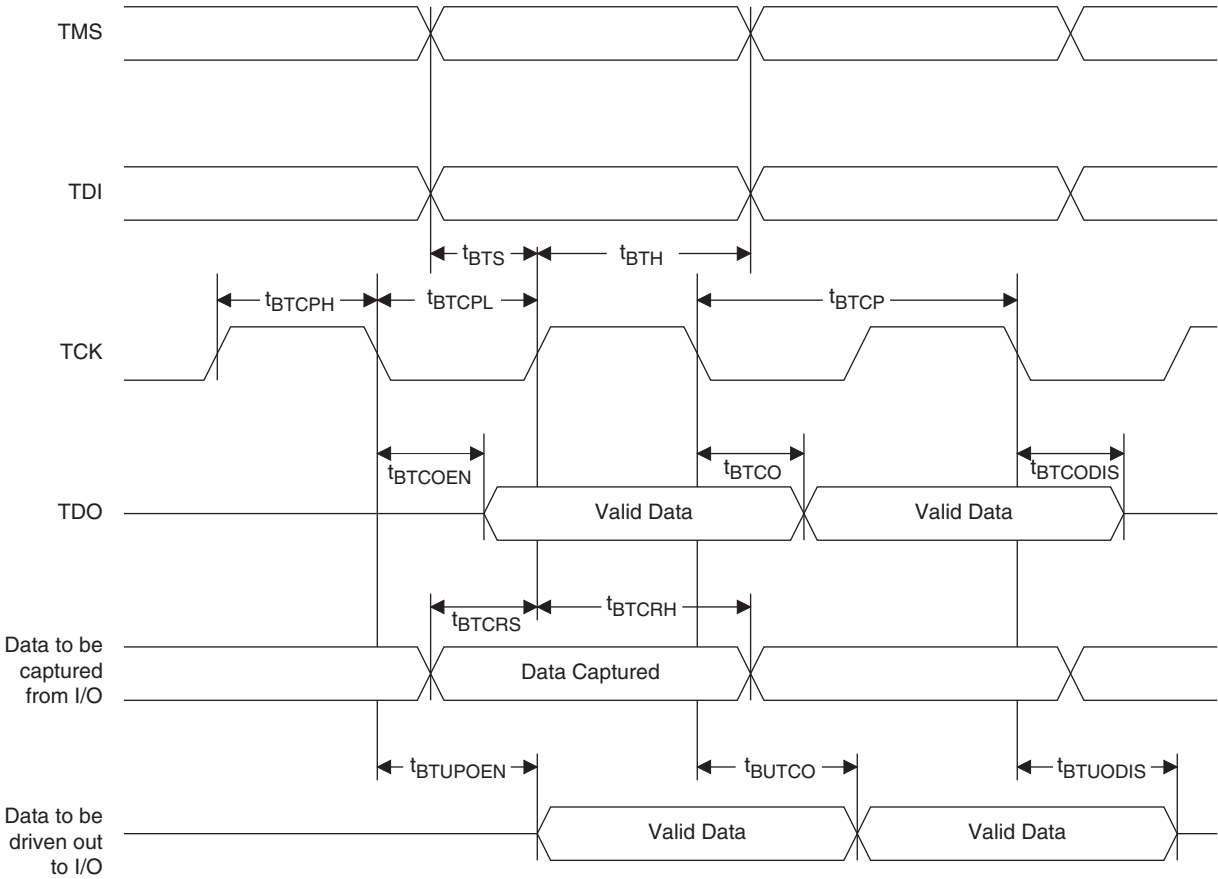 TMS
TDI
tBTS
tBTH
tBTCPH
tBTCPL
tBTCP
TCK
tBTCOEN
tBTCO
tBTCODIS
TDO
Valid Data
Valid Data
tBTCRS
tBTCRH
Data to be
captured
from I/O
Data Captured
tBTUPOEN
tBUTCO
tBTUODIS
Data to be
driven out
to I/O
Valid Data
Valid Data